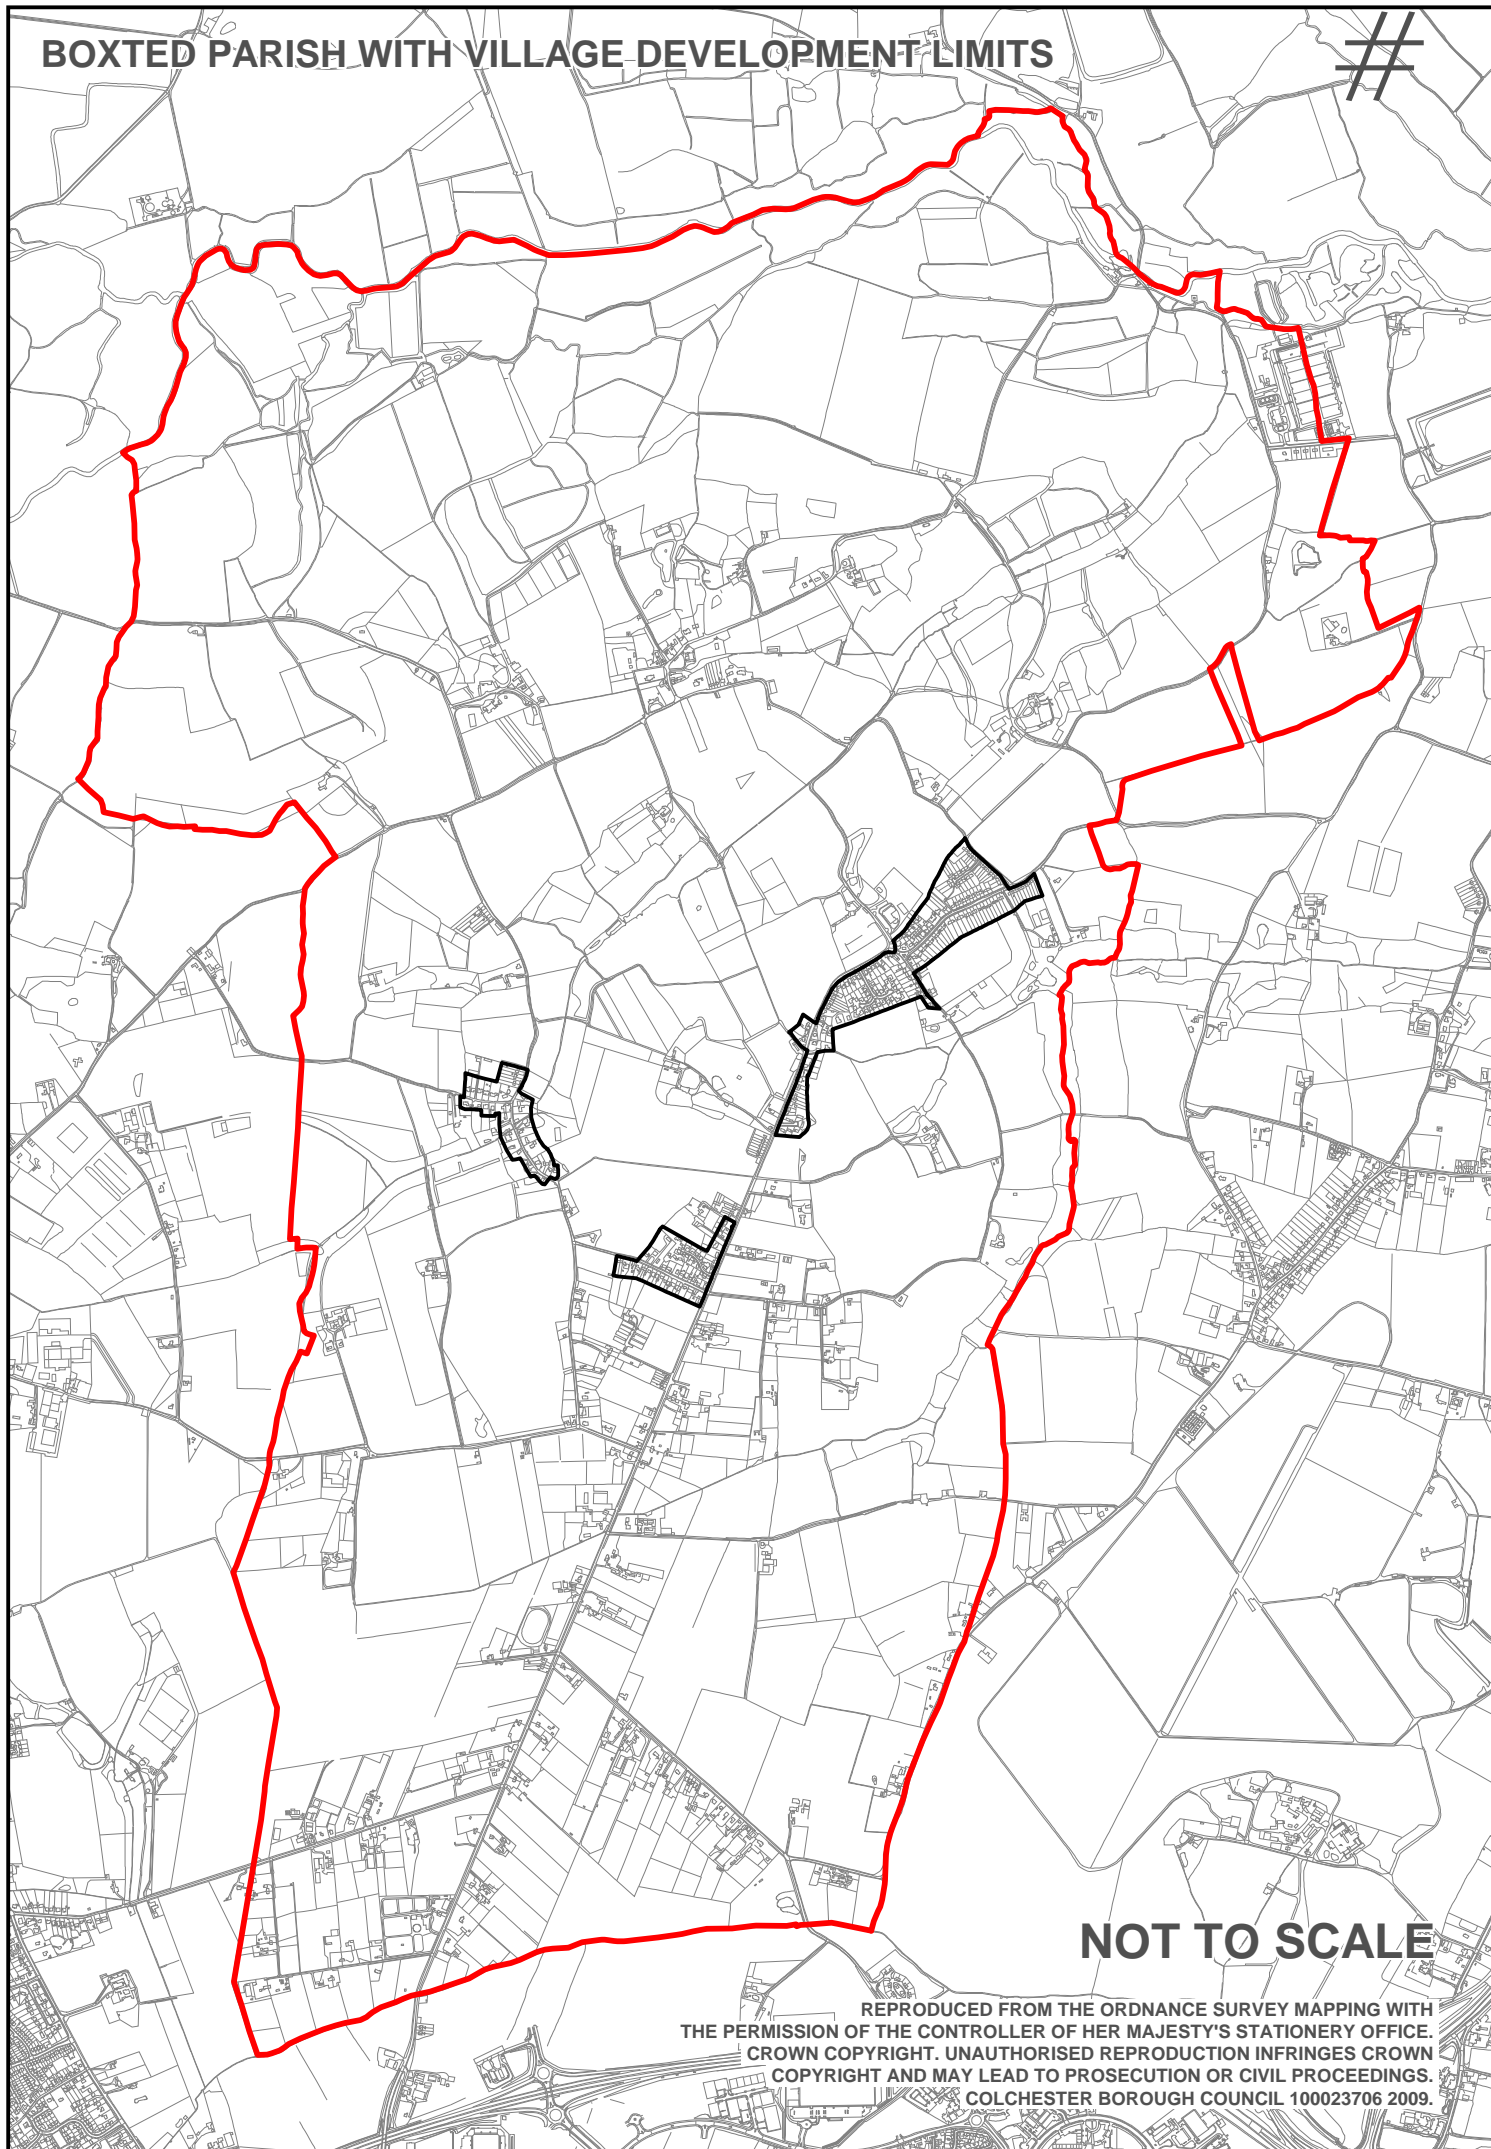 BOXTED PARISH WITH VILLAGE DEVELOPMENT LIMITS
#
NOT TO SCALE
REPRODUCED FROM THE ORDNANCE SURVEY MAPPING WITH
THE PERMISSION OF THE CONTROLLER OF HER MAJESTY'S STATIONERY OFFICE.
CROWN COPYRIGHT. UNAUTHORISED REPRODUCTION INFRINGES CROWN
COPYRIGHT AND MAY LEAD TO PROSECUTION OR CIVIL PROCEEDINGS.
COLCHESTER BOROUGH COUNCIL 100023706 2009.